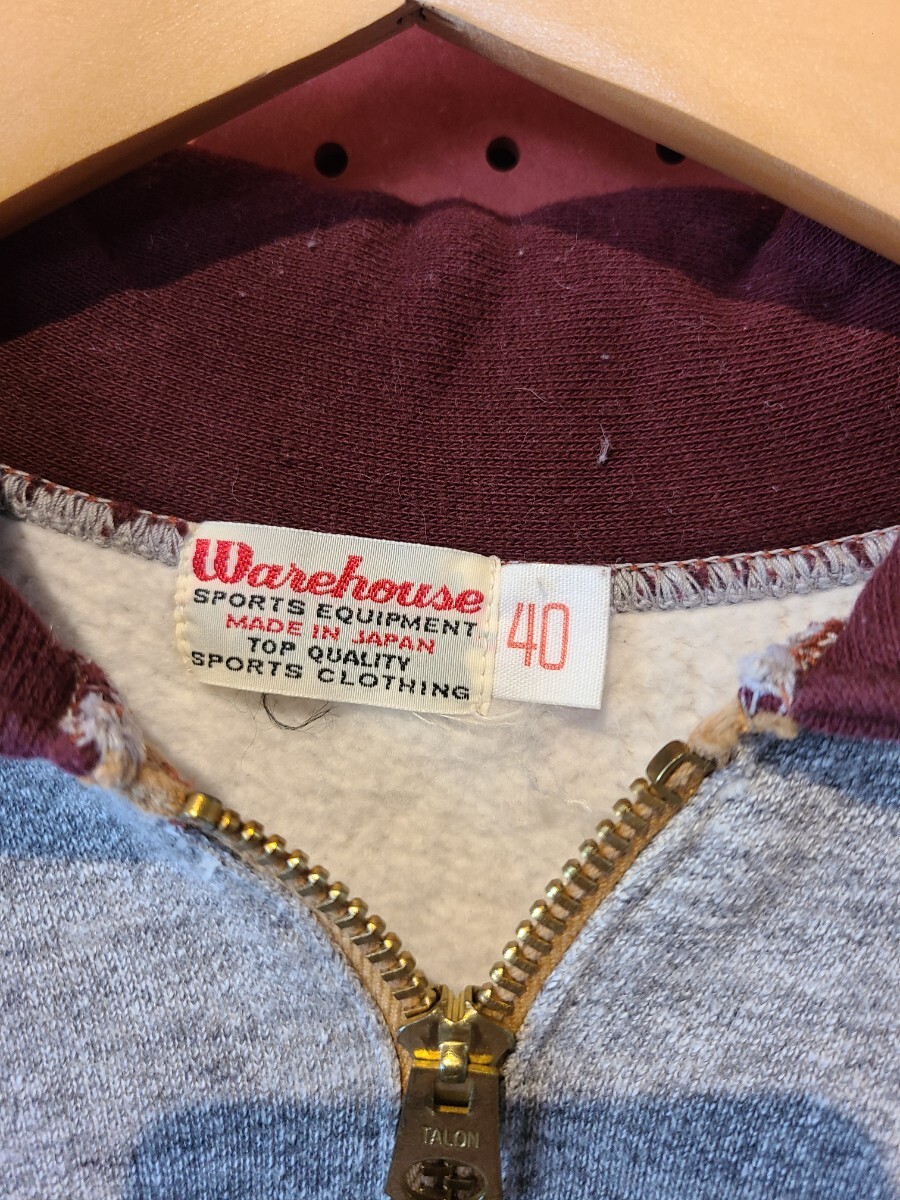 Warehouse
SPORTS EQUIPMENT
MADE IN JAPAN
TOP QUALITY
SPORTS CLOTHING
40
TALON